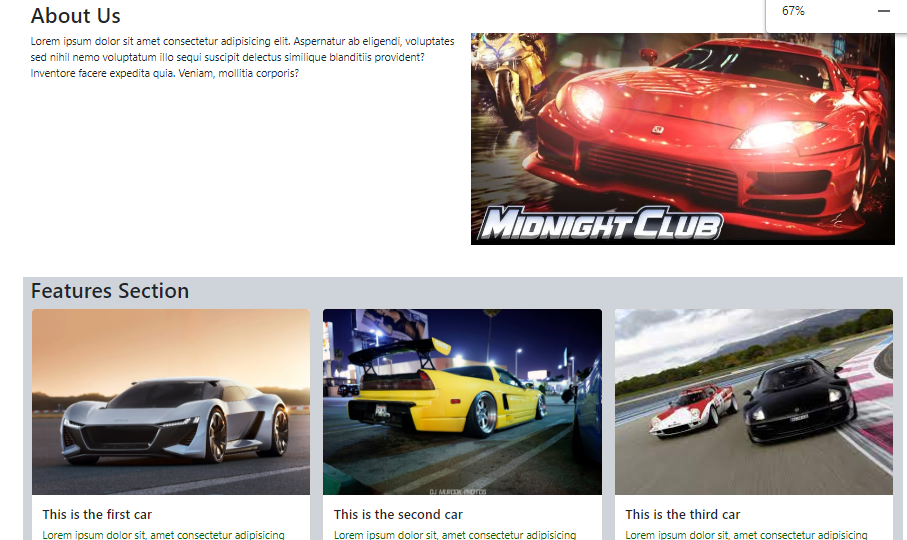 About Us
67%
Lorem ipsum dolor sit amet consectetur adipisicing elit. Aspernatur ab eligendi, voluptates
sed nihil nemo voluptatum illo sequi suscipit delectus similique blanditiis provident?
Inventore facere expedita quia. Veniam, mollitia corporis?
MIDNIGHT CLUB
Features Section
DJ MURDOK PHOTOS
This is the first car
This is the second car
This is the third car
Lorem ipsum dolor sit, amet consectetur adipisicing
Lorem ipsum dolor sit, amet consectetur adipisicing
Lorem ipsum dolor sit, amet consectetur adipisicing